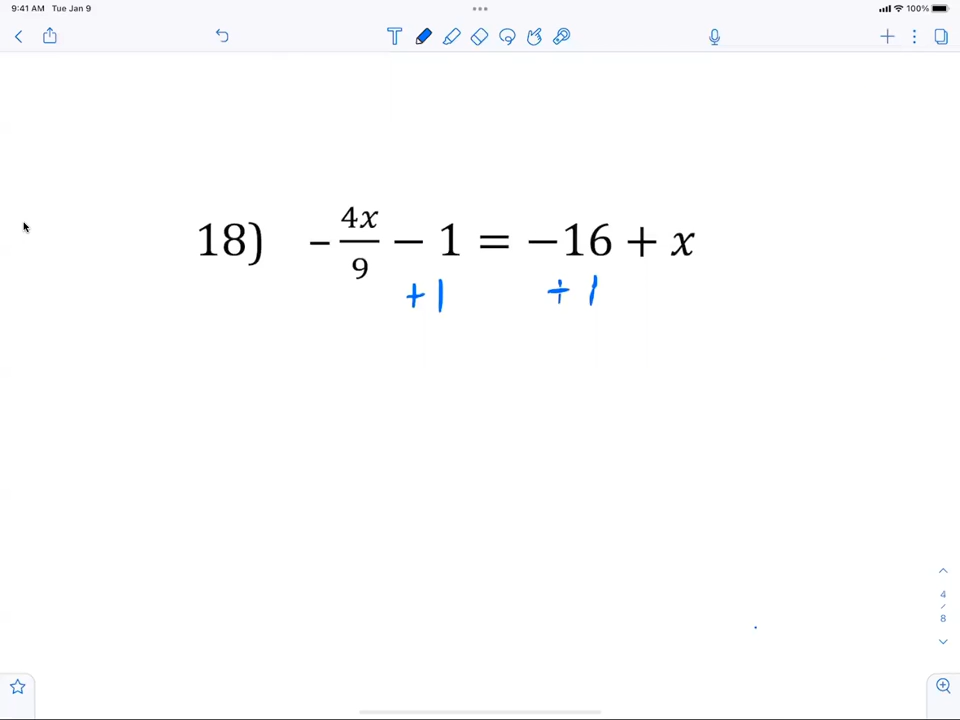 9:41 AM Tue Jan 9
100%
T
18) -4x/9 − 1 = −16 + x
+1 +1
4
/
8